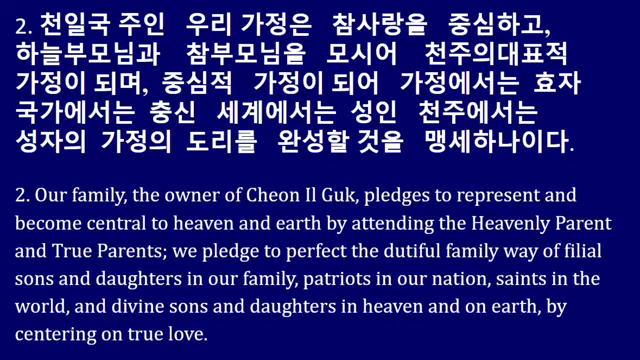 2. 천일국 주인 우리 가정은 참사랑을 중심하고,
하늘부모님과 참부모님을 모시어 천주의대표적
가정이 되며, 중심적 가정이 되어 가정에서는 효자
국가에서는 충신 세계에서는 성인 천주에서는
성자의 가정의 도리를 완성할 것을 맹세하나이다.
2. Our family, the owner of Cheon Il Guk, pledges to represent and
become central to heaven and earth by attending the Heavenly Parent
and True Parents; we pledge to perfect the dutiful family way of filial
sons and daughters in our family, patriots in our nation, saints in the
world, and divine sons and daughters in heaven and on earth, by
centering on true love.